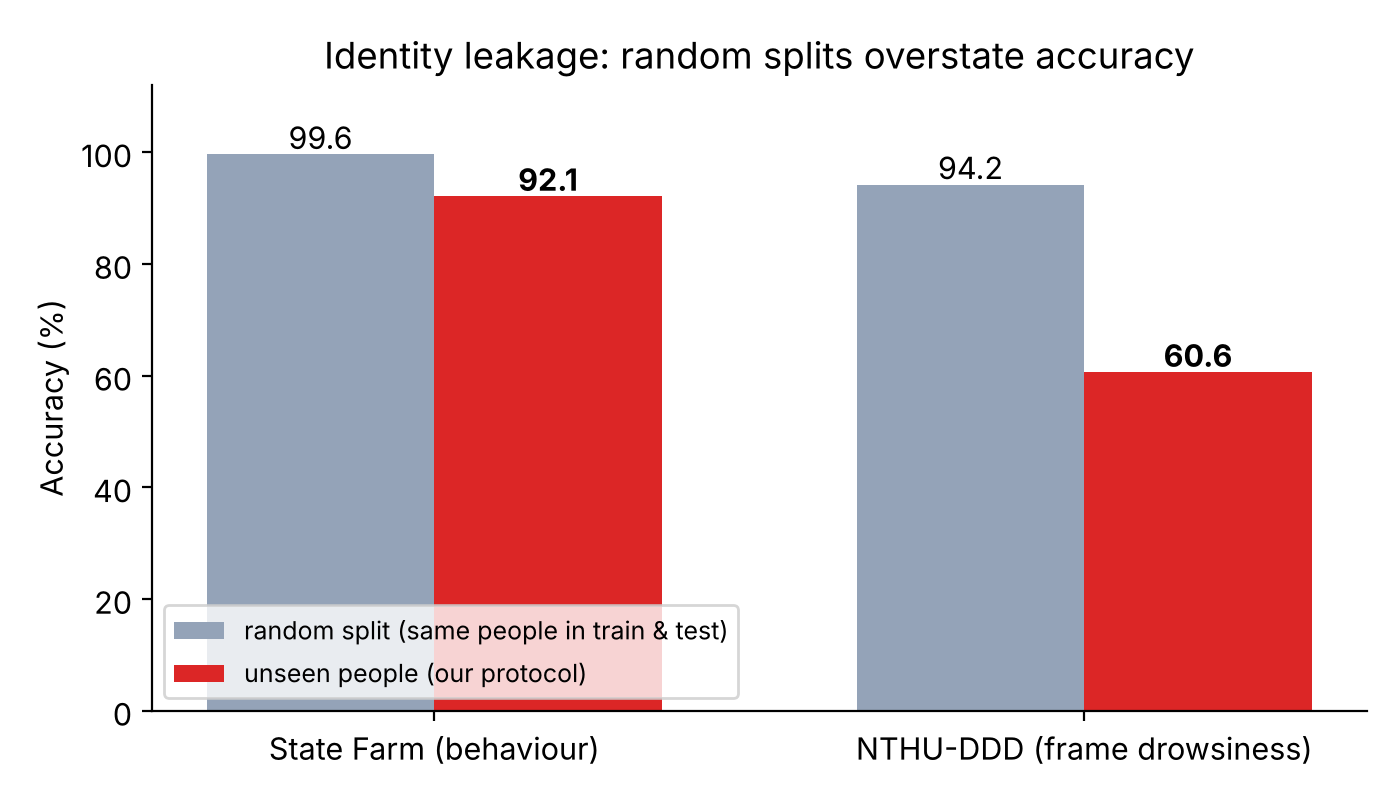 Identity leakage: random splits overstate accuracy
99.6
92.1
94.2
60.6
Accuracy (%)
100
80
60
40
20
0
random split (same people in train & test)
unseen people (our protocol)
State Farm (behaviour)
NTHU-DDD (frame drowsiness)